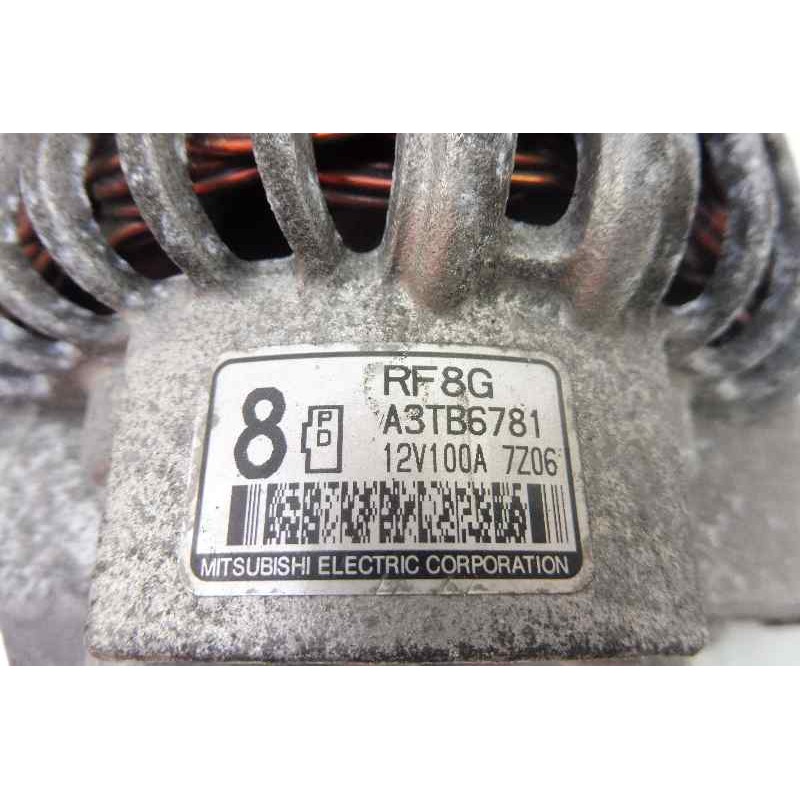 RF8G
8 P D A3TB6781
12V100A 7Z06
MITSUBISHI ELECTRIC CORPORATION